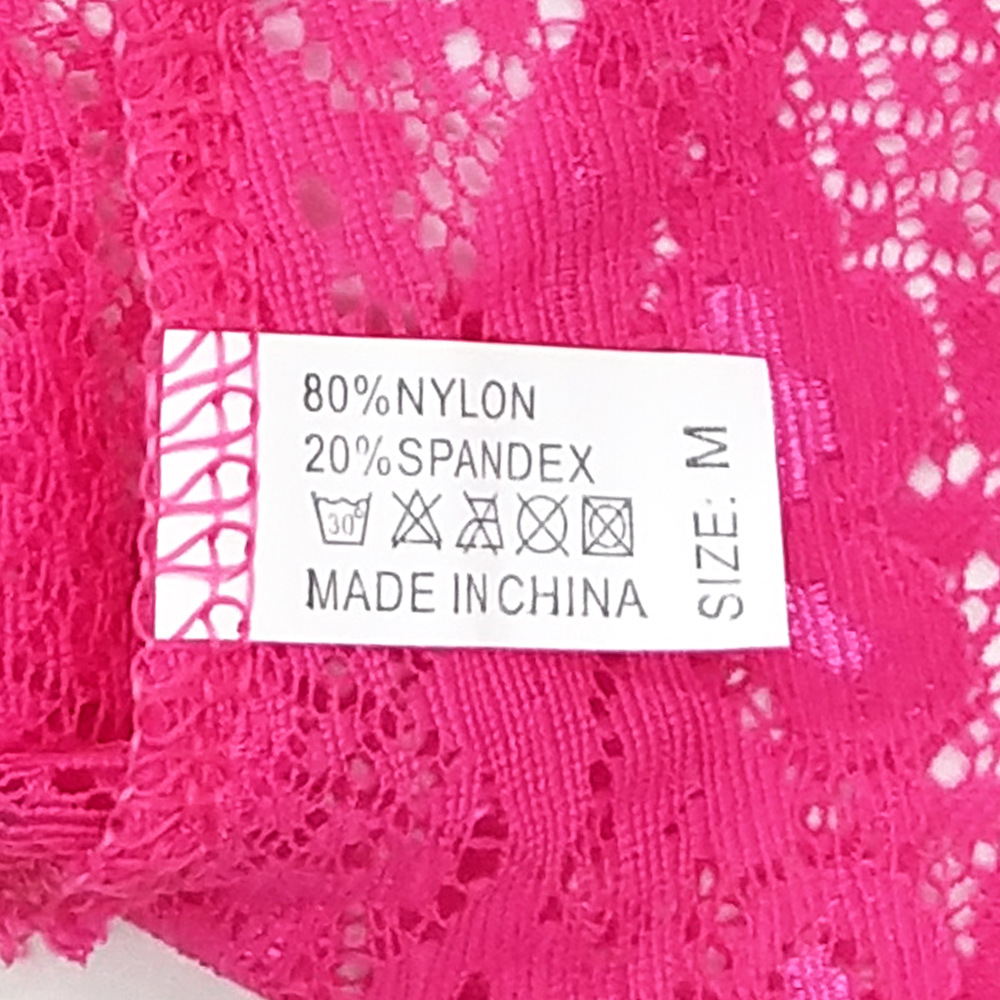 80%NYLON
20%SPANDEX
30°
MADE IN CHINA
SIZE: M